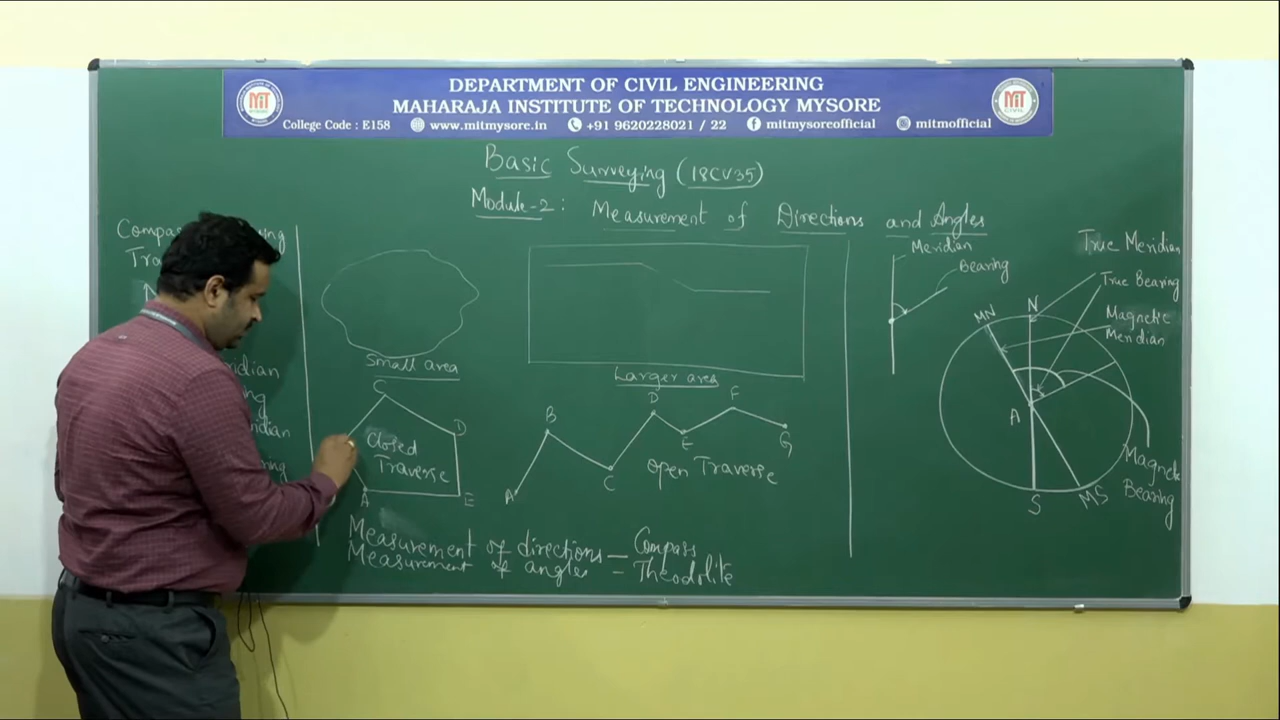 DEPARTMENT OF CIVIL ENGINEERING
MAHARAJA INSTITUTE OF TECHNOLOGY MYSORE
College Code : E158 www.mitmysore.in +91 9620228021 / 22 mitmysoreofficial mitmofficial
MIT
MIT
Basic Surveying (18CV35)
Module-2: Measurement of Directions and Angles
Small area
Larger area
C
D
E
A
Closed
Traverse
A
B
C
D
E
F
G
Open Traverse
Measurement of directions - Compass
Measurement of angles = Theodolite
Meridian
Bearing
True Meridian
True Bearing
Magnetic
Meridian
MN
N
A
S
MS
Magnetic
Bearing